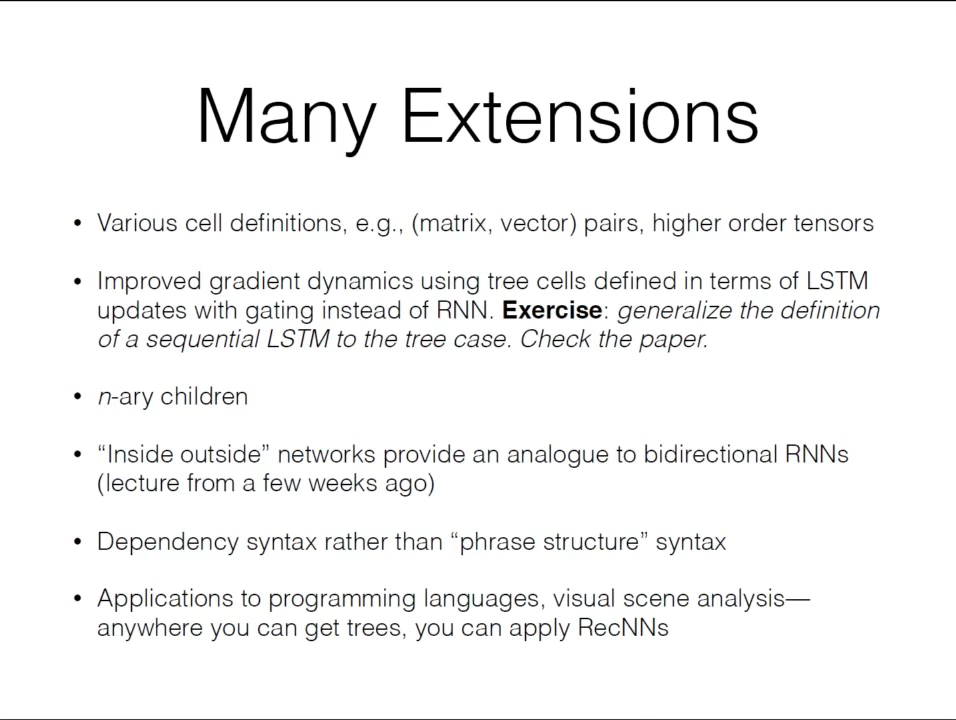 Many Extensions
• Various cell definitions, e.g., (matrix, vector) pairs, higher order tensors
• Improved gradient dynamics using tree cells defined in terms of LSTM
updates with gating instead of RNN. Exercise: generalize the definition
of a sequential LSTM to the tree case. Check the paper.
• n-ary children
• “Inside outside” networks provide an analogue to bidirectional RNNs
(lecture from a few weeks ago)
• Dependency syntax rather than “phrase structure” syntax
• Applications to programming languages, visual scene analysis—
anywhere you can get trees, you can apply RecNNs